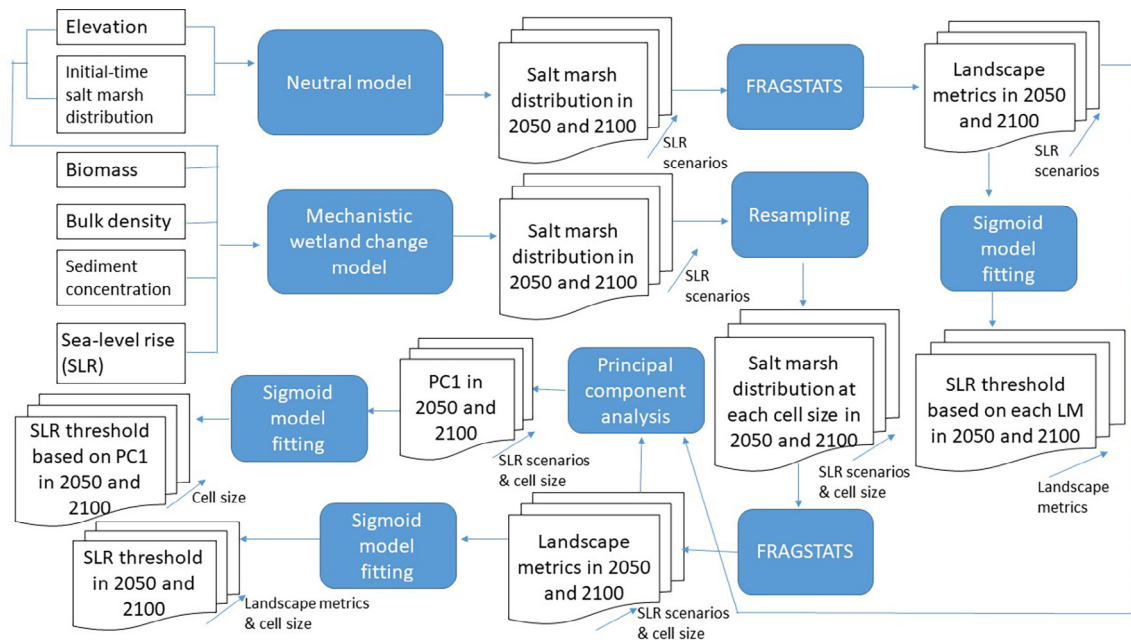 Elevation
Initial-time
salt marsh
distribution
Neutral model
Salt marsh
distribution in
2050 and 2100
SLR
scenarios
FRAGSTATS
Landscape
metrics in 2050
and 2100
SLR
scenarios
Biomass
Bulk density
Sediment
concentration
Sea-level rise
(SLR)
Mechanistic
wetland change
model
Salt marsh
distribution in
2050 and 2100
SLR
scenarios
Resampling
Sigmoid
model
fitting
SLR threshold
based on PC1
in 2050 and
2100
Cell size
Sigmoid
model
fitting
PC1 in
2050 and
2100
SLR scenarios
& cell size
Principal
component
analysis
Salt marsh
distribution at
each cell size in
2050 and 2100
SLR scenarios
& cell size
SLR threshold
based on each LM
in 2050 and 2100
Landscape
metrics
SLR threshold
in 2050 and
2100
Landscape metrics
& cell size
Sigmoid
model
fitting
Landscape
metrics in 2050
and 2100
SLR scenarios
& cell size
FRAGSTATS